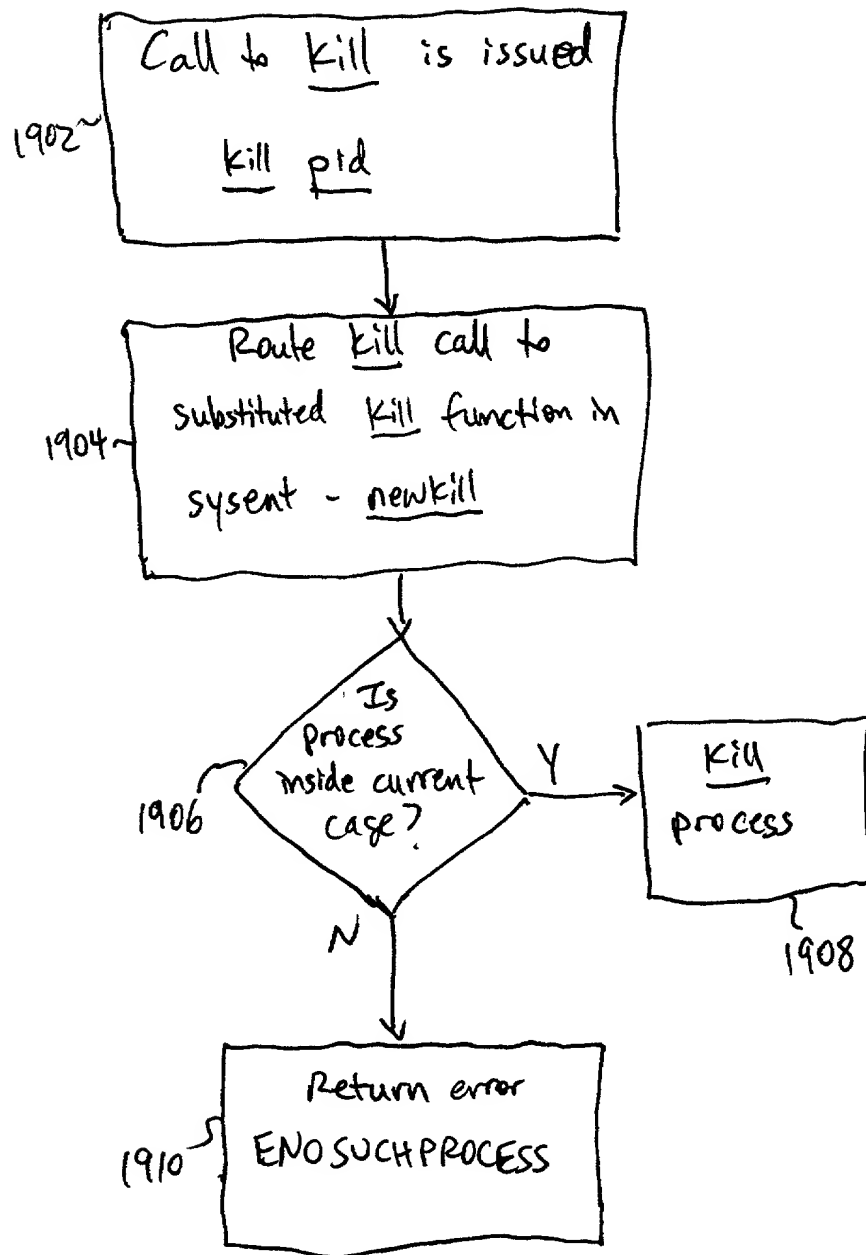 Call to kill is issued
kill pid
1902
Route kill call to
substituted kill function in
sysent - newkill
1904
Is
process
inside current
case?
1906
Y
kill
process
1908
N
Return error
ENOSUCHPROCESS
1910